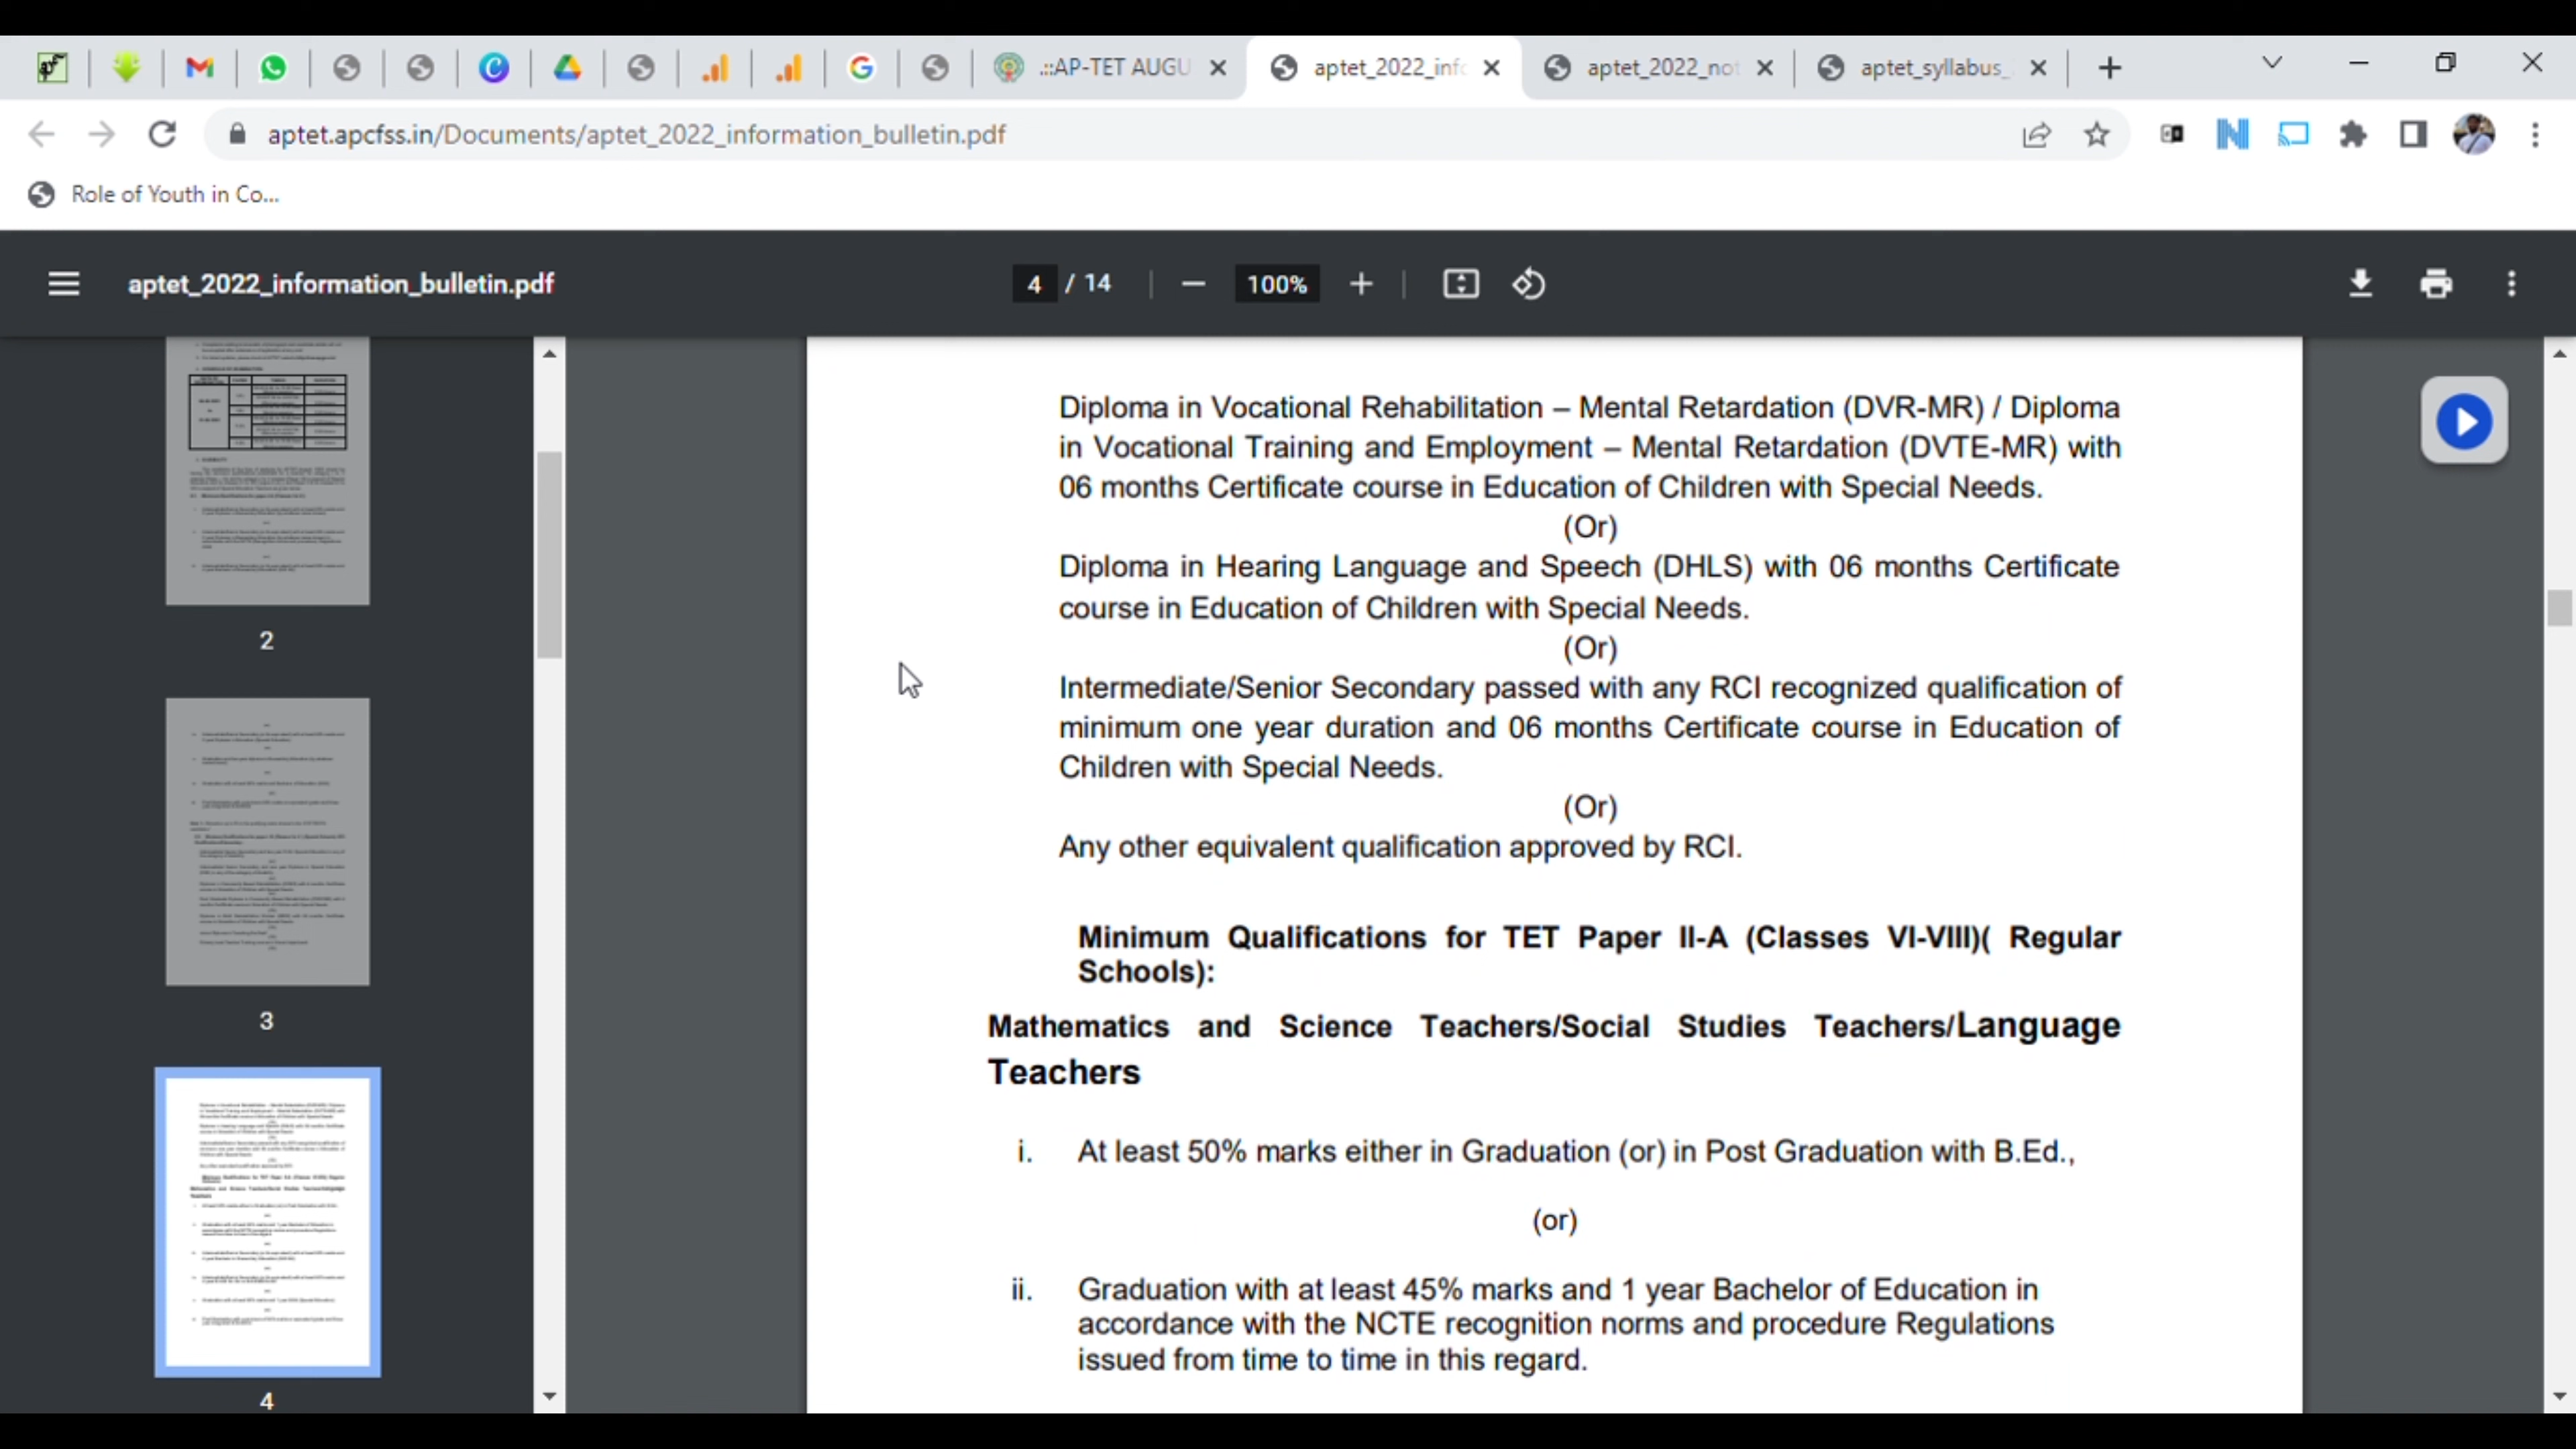 .::AP-TET AUGU
aptet_2022_info
aptet_2022_not
aptet_syllabus_
aptet.apcfss.in/Documents/aptet_2022_information_bulletin.pdf
Role of Youth in Co...
aptet_2022_information_bulletin.pdf
4 / 14
100%
2
3
4
Diploma in Vocational Rehabilitation – Mental Retardation (DVR-MR) / Diploma
in Vocational Training and Employment – Mental Retardation (DVTE-MR) with
06 months Certificate course in Education of Children with Special Needs.
(Or)
Diploma in Hearing Language and Speech (DHLS) with 06 months Certificate
course in Education of Children with Special Needs.
(Or)
Intermediate/Senior Secondary passed with any RCI recognized qualification of
minimum one year duration and 06 months Certificate course in Education of
Children with Special Needs.
(Or)
Any other equivalent qualification approved by RCI.
Minimum Qualifications for TET Paper II-A (Classes VI-VIII)( Regular
Schools):
Mathematics and Science Teachers/Social Studies Teachers/Language
Teachers
i. At least 50% marks either in Graduation (or) in Post Graduation with B.Ed.,
(or)
ii. Graduation with at least 45% marks and 1 year Bachelor of Education in
accordance with the NCTE recognition norms and procedure Regulations
issued from time to time in this regard.